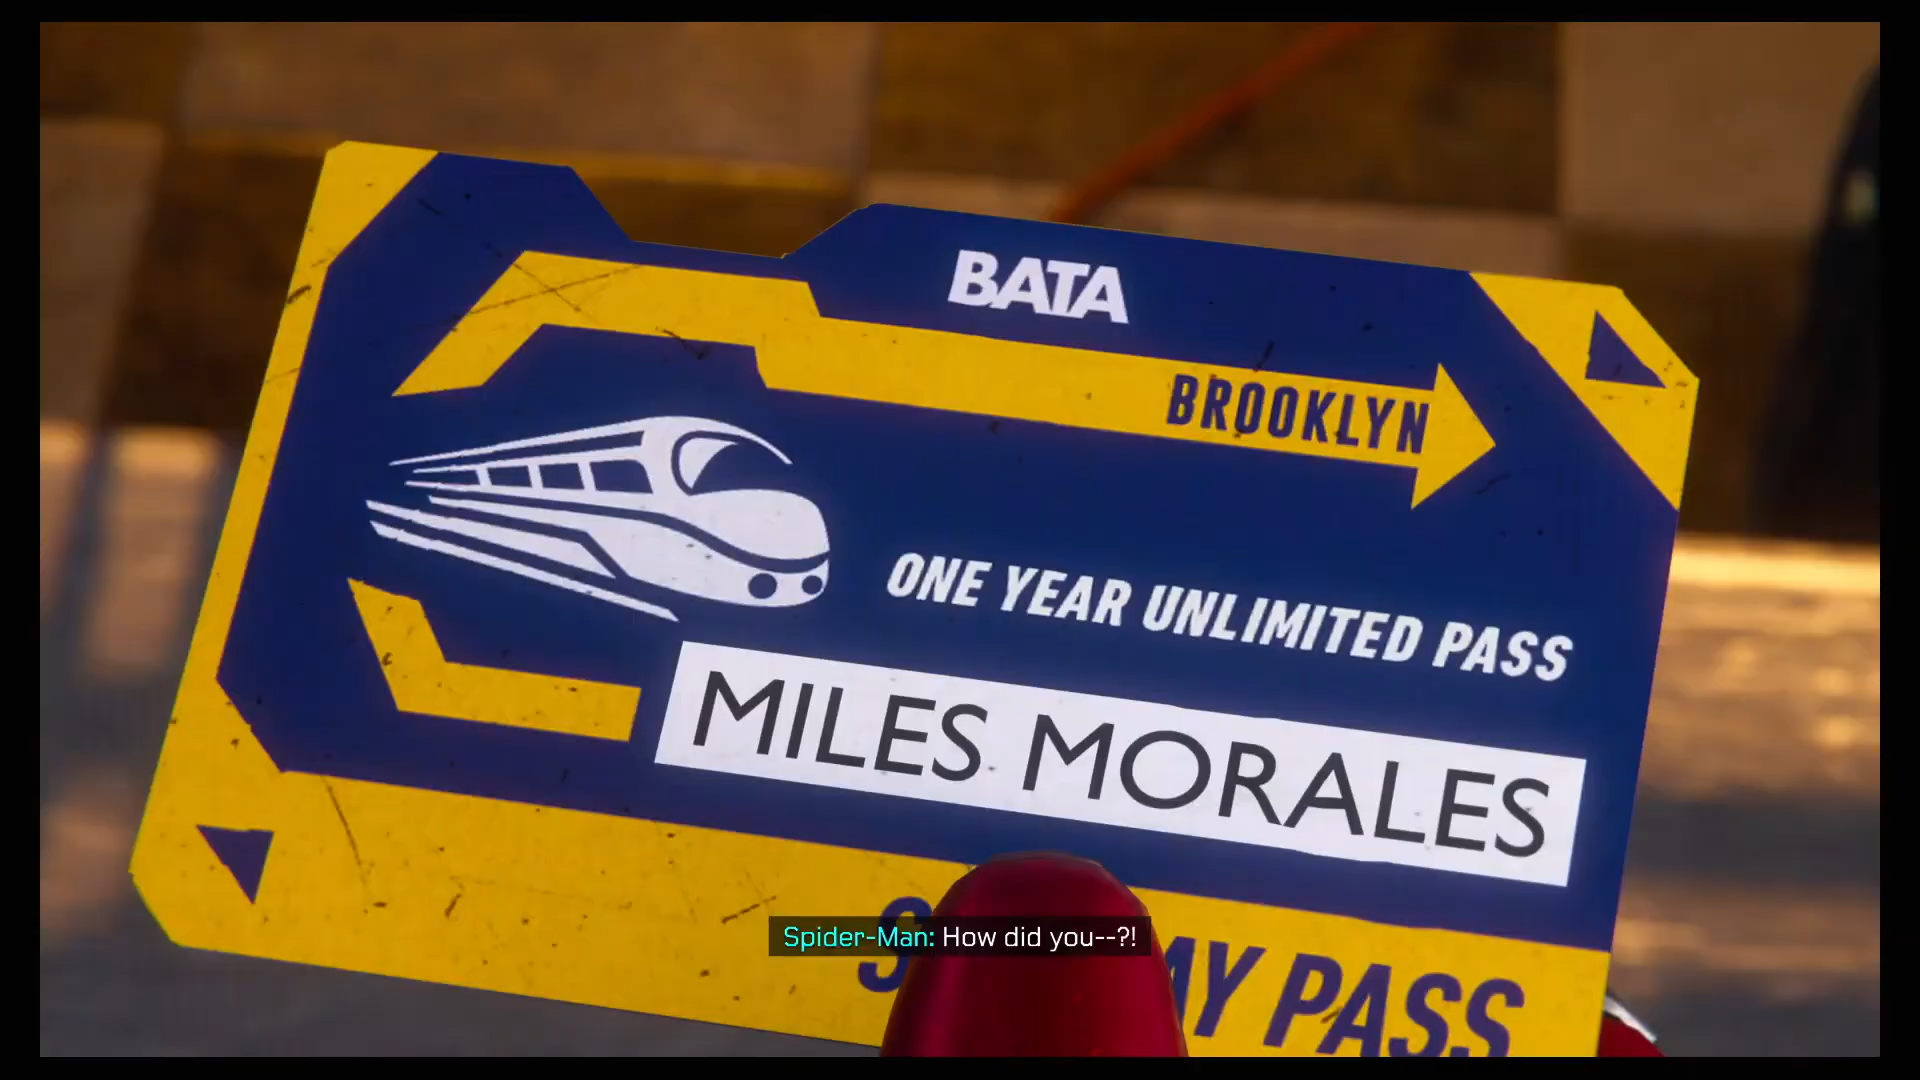 BATA
BROOKLYN
ONE YEAR UNLIMITED PASS
MILES MORALES
Spider-Man: How did you--?!
PASS